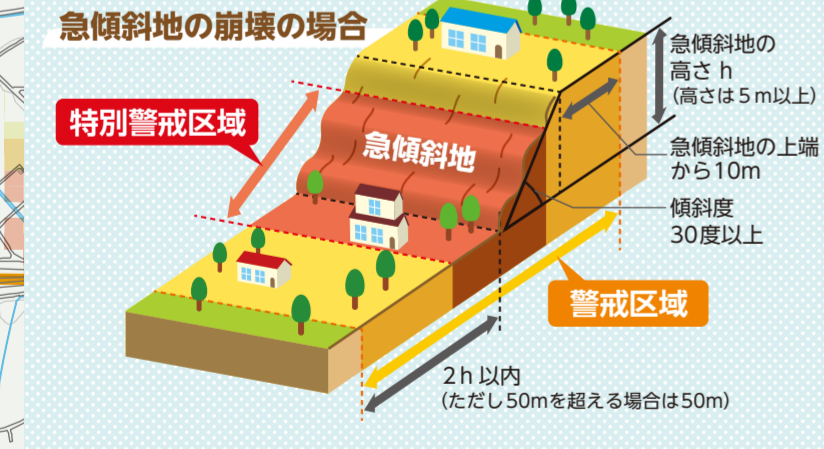 急傾斜地の崩壊の場合
特別警戒区域
急傾斜地
急傾斜地の
高さh
(高さは5m以上)
急傾斜地の上端
から10m
傾斜度
30度以上
警戒区域
2h以内
(ただし50mを超える場合は50m)